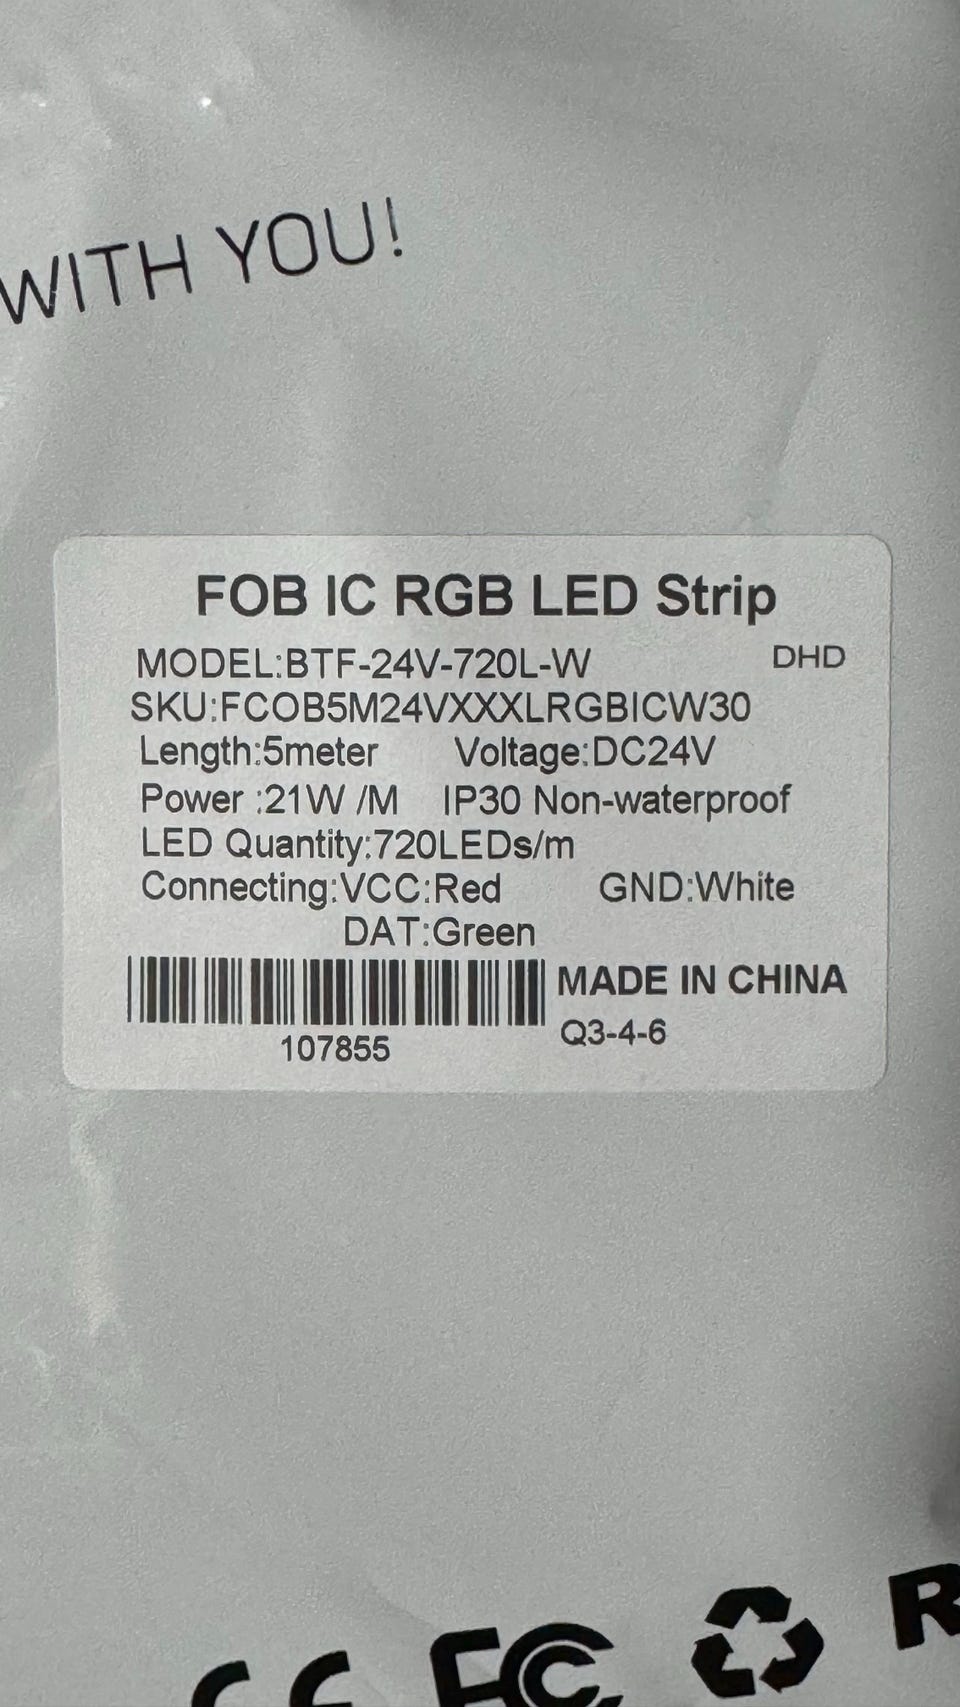 WITH YOU!
FOB IC RGB LED Strip
MODEL:BTF-24V-720L-W DHD
SKU:FCOB5M24VXXXLRGBICW30
Length:5meter Voltage:DC24V
Power :21W /M IP30 Non-waterproof
LED Quantity:720LEDs/m
Connecting:VCC:Red GND:White
DAT:Green
MADE IN CHINA
107855 Q3-4-6
CE FC R